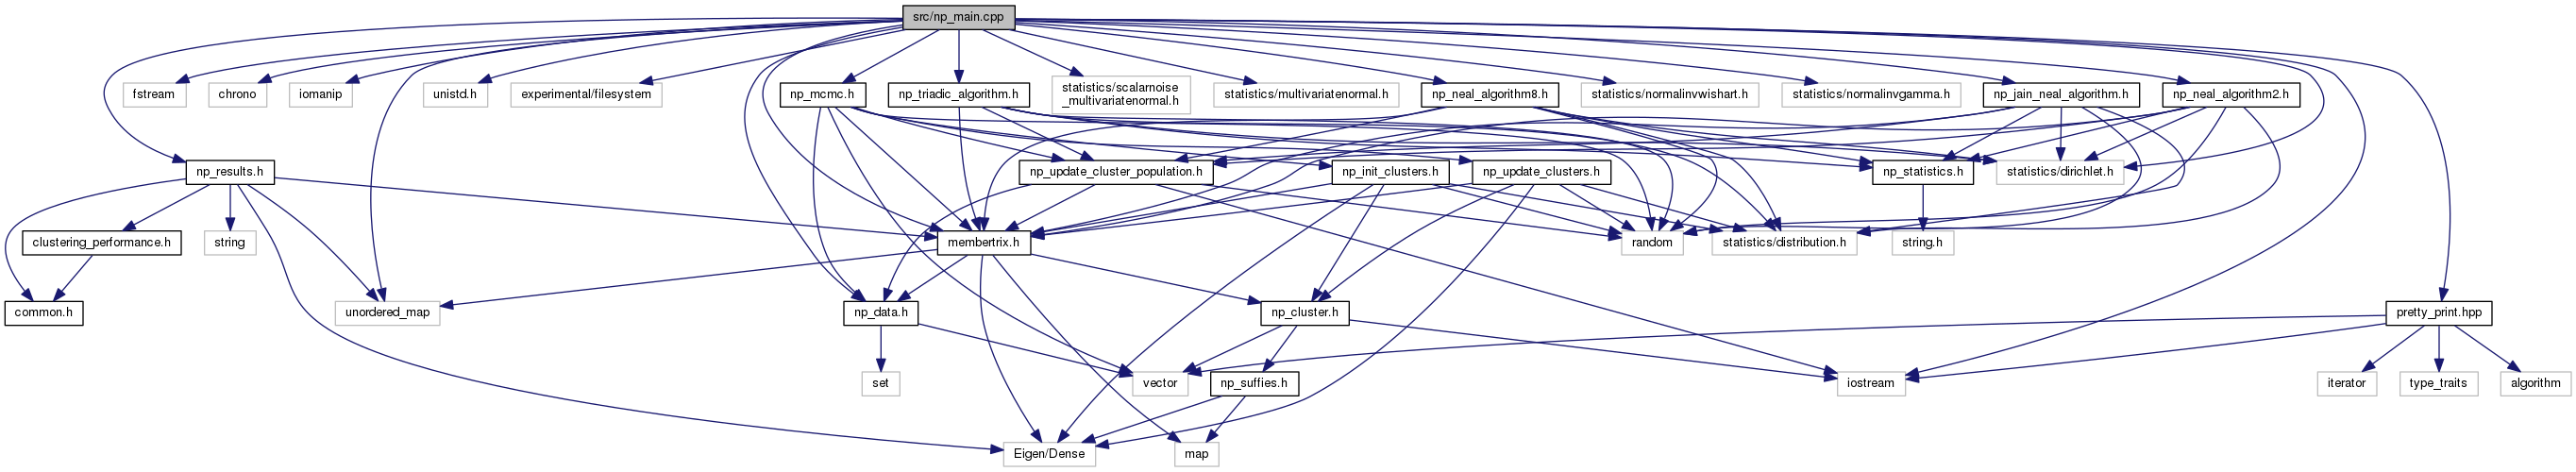 src/np_main.cpp
fstream
chrono
iomanip
unistd.h
experimental/filesystem
np_mcmc.h
np_triadic_algorithm.h
statistics/scalarnoise
_multivariatenormal.h
statistics/multivariatenormal.h
np_neal_algorithm8.h
statistics/normalinvwishart.h
statistics/normalinvgamma.h
np_jain_neal_algorithm.h
np_neal_algorithm2.h
np_results.h
np_update_cluster_population.h
np_init_clusters.h
np_update_clusters.h
np_statistics.h
statistics/dirichlet.h
clustering_performance.h
string
membertrix.h
random
statistics/distribution.h
string.h
common.h
unordered_map
np_data.h
np_cluster.h
pretty_print.hpp
set
vector
np_suffies.h
iostream
iterator
type_traits
algorithm
Eigen/Dense
map